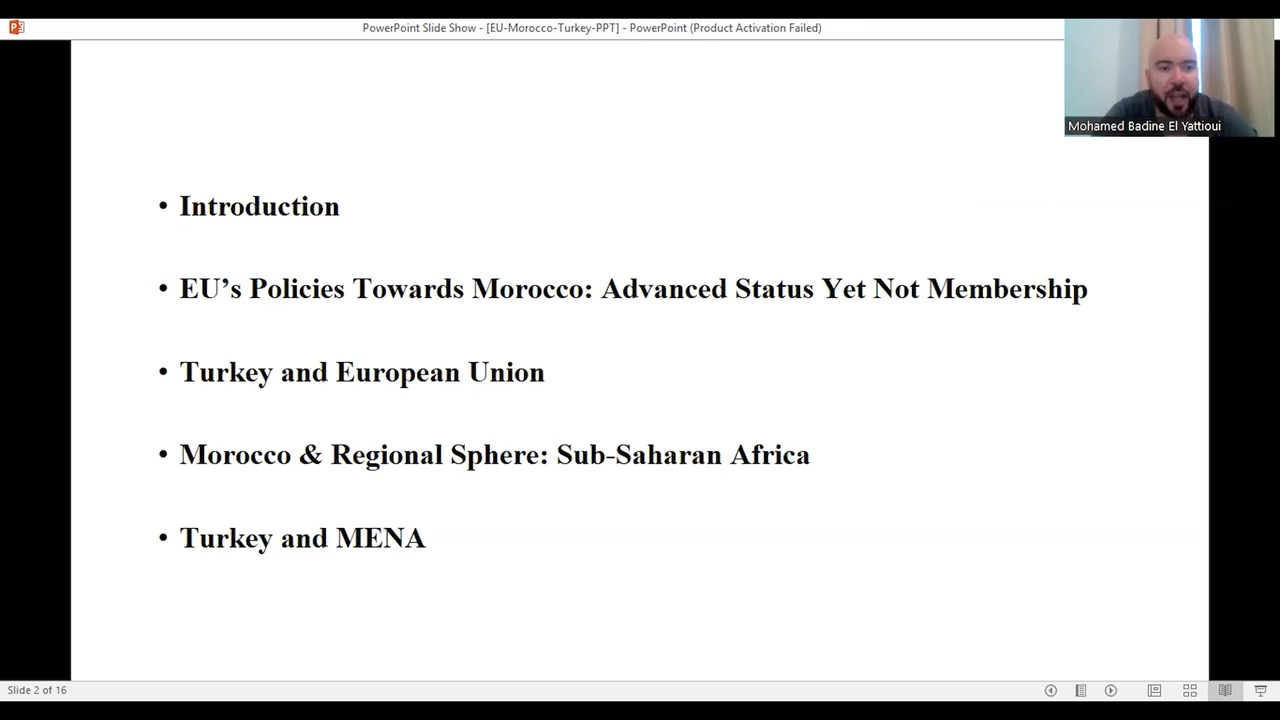 PowerPoint Slide Show - [EU-Morocco-Turkey-PPT] - PowerPoint (Product Activation Failed)
Mohamed Badine El Yattioui
• Introduction
• EU’s Policies Towards Morocco: Advanced Status Yet Not Membership
• Turkey and European Union
• Morocco & Regional Sphere: Sub-Saharan Africa
• Turkey and MENA
Slide 2 of 16